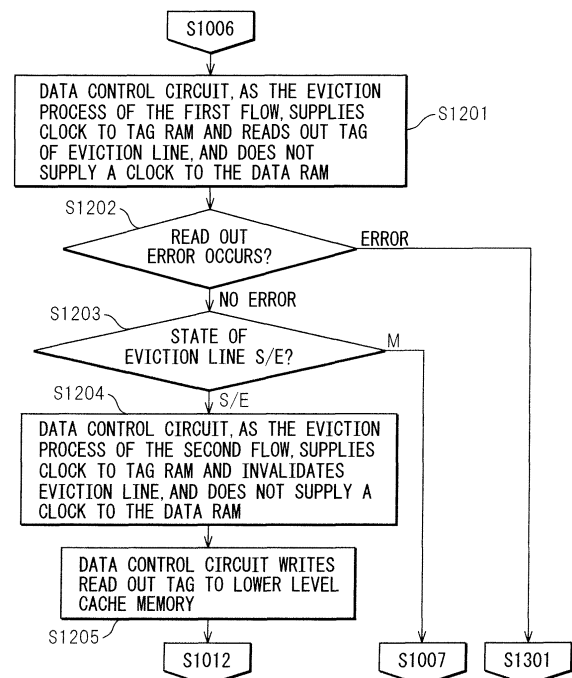 S1006
DATA CONTROL CIRCUIT, AS THE EVICTION
PROCESS OF THE FIRST FLOW, SUPPLIES
CLOCK TO TAG RAM AND READS OUT TAG
OF EVICTION LINE, AND DOES NOT
SUPPLY A CLOCK TO THE DATA RAM
S1201
S1202
READ OUT
ERROR OCCURS?
ERROR
NO ERROR
S1203
STATE OF
EVICTION LINE S/E?
M
S/E
S1204
DATA CONTROL CIRCUIT, AS THE EVICTION
PROCESS OF THE SECOND FLOW, SUPPLIES
CLOCK TO TAG RAM AND INVALIDATES
EVICTION LINE, AND DOES NOT SUPPLY A
CLOCK TO THE DATA RAM
DATA CONTROL CIRCUIT WRITES
READ OUT TAG TO LOWER LEVEL
CACHE MEMORY
S1205
S1012
S1007
S1301